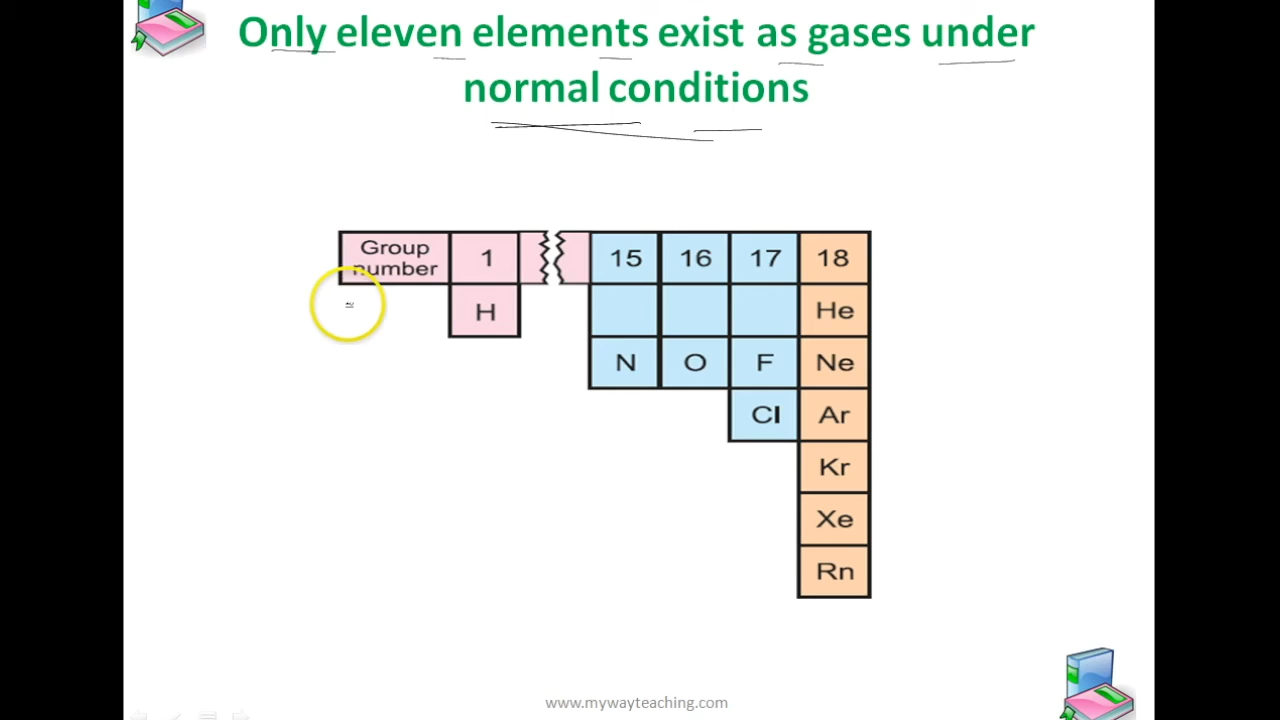 Only eleven elements exist as gases under
normal conditions
Group number 1 15 16 17 18
H He
N O F Ne
Cl Ar
Kr
Xe
Rn
www.mywayteaching.com